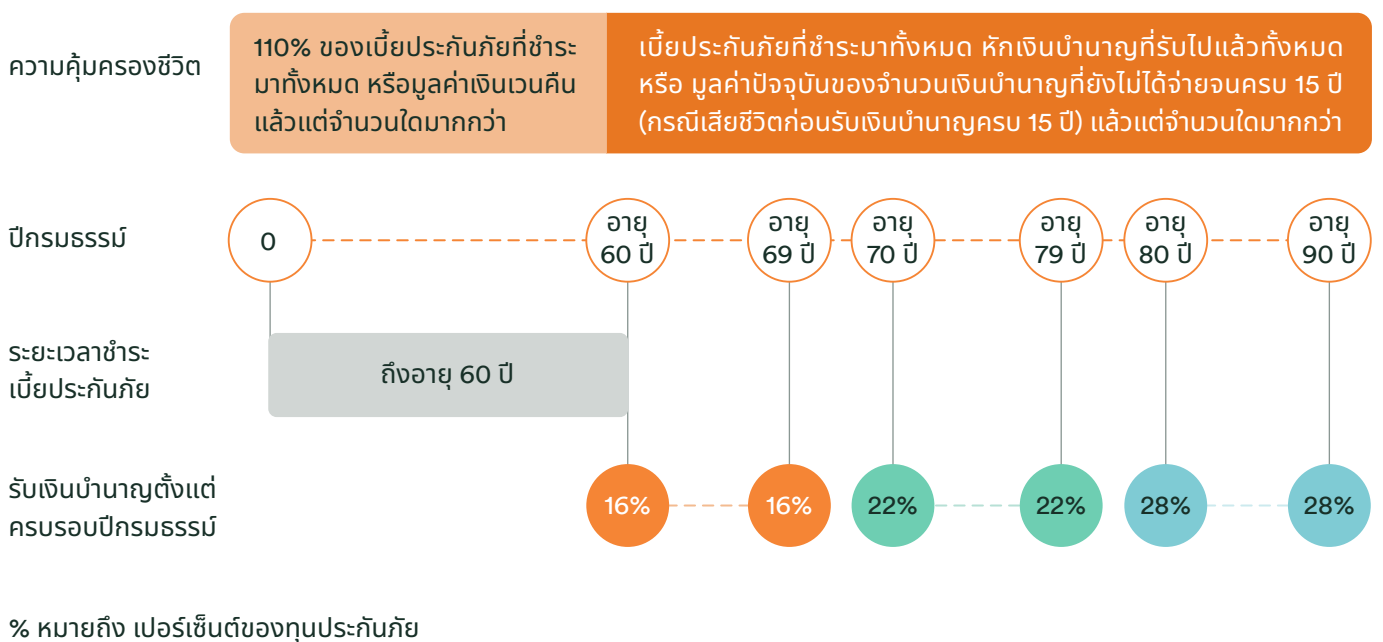 ความคุ้มครองชีวิต
110% ของเบี้ยประกันภัยที่ชำระ
มาทั้งหมด หรือมูลค่าเงินเวนคืน
แล้วแต่จำนวนใดมากกว่า
เบี้ยประกันภัยที่ชำระมาทั้งหมด หักเงินบำนาญที่รับไปแล้วทั้งหมด
หรือ มูลค่าปัจจุบันของจำนวนเงินบำนาญที่ยังไม่ได้จ่ายจนครบ 15 ปี
(กรณีเสียชีวิตก่อนรับเงินบำนาญครบ 15 ปี) แล้วแต่จำนวนใดมากกว่า
ปีกรมธรรม์
0
อายุ
60 ปี
อายุ
69 ปี
อายุ
70 ปี
อายุ
79 ปี
อายุ
80 ปี
อายุ
90 ปี
ระยะเวลาชำระ
เบี้ยประกันภัย
ถึงอายุ 60 ปี
รับเงินบำนาญตั้งแต่
ครบรอบปีกรมธรรม์
16%
16%
22%
22%
28%
28%
% หมายถึง เปอร์เซ็นต์ของทุนประกันภัย